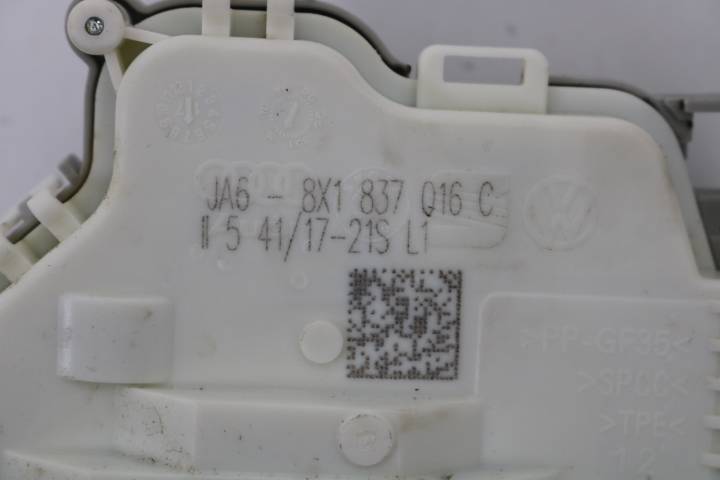 JA6 - 8X1 837 016 C
II 5 41/17-21S L1
>PP-GF35<
>SPCC<
>TPE<